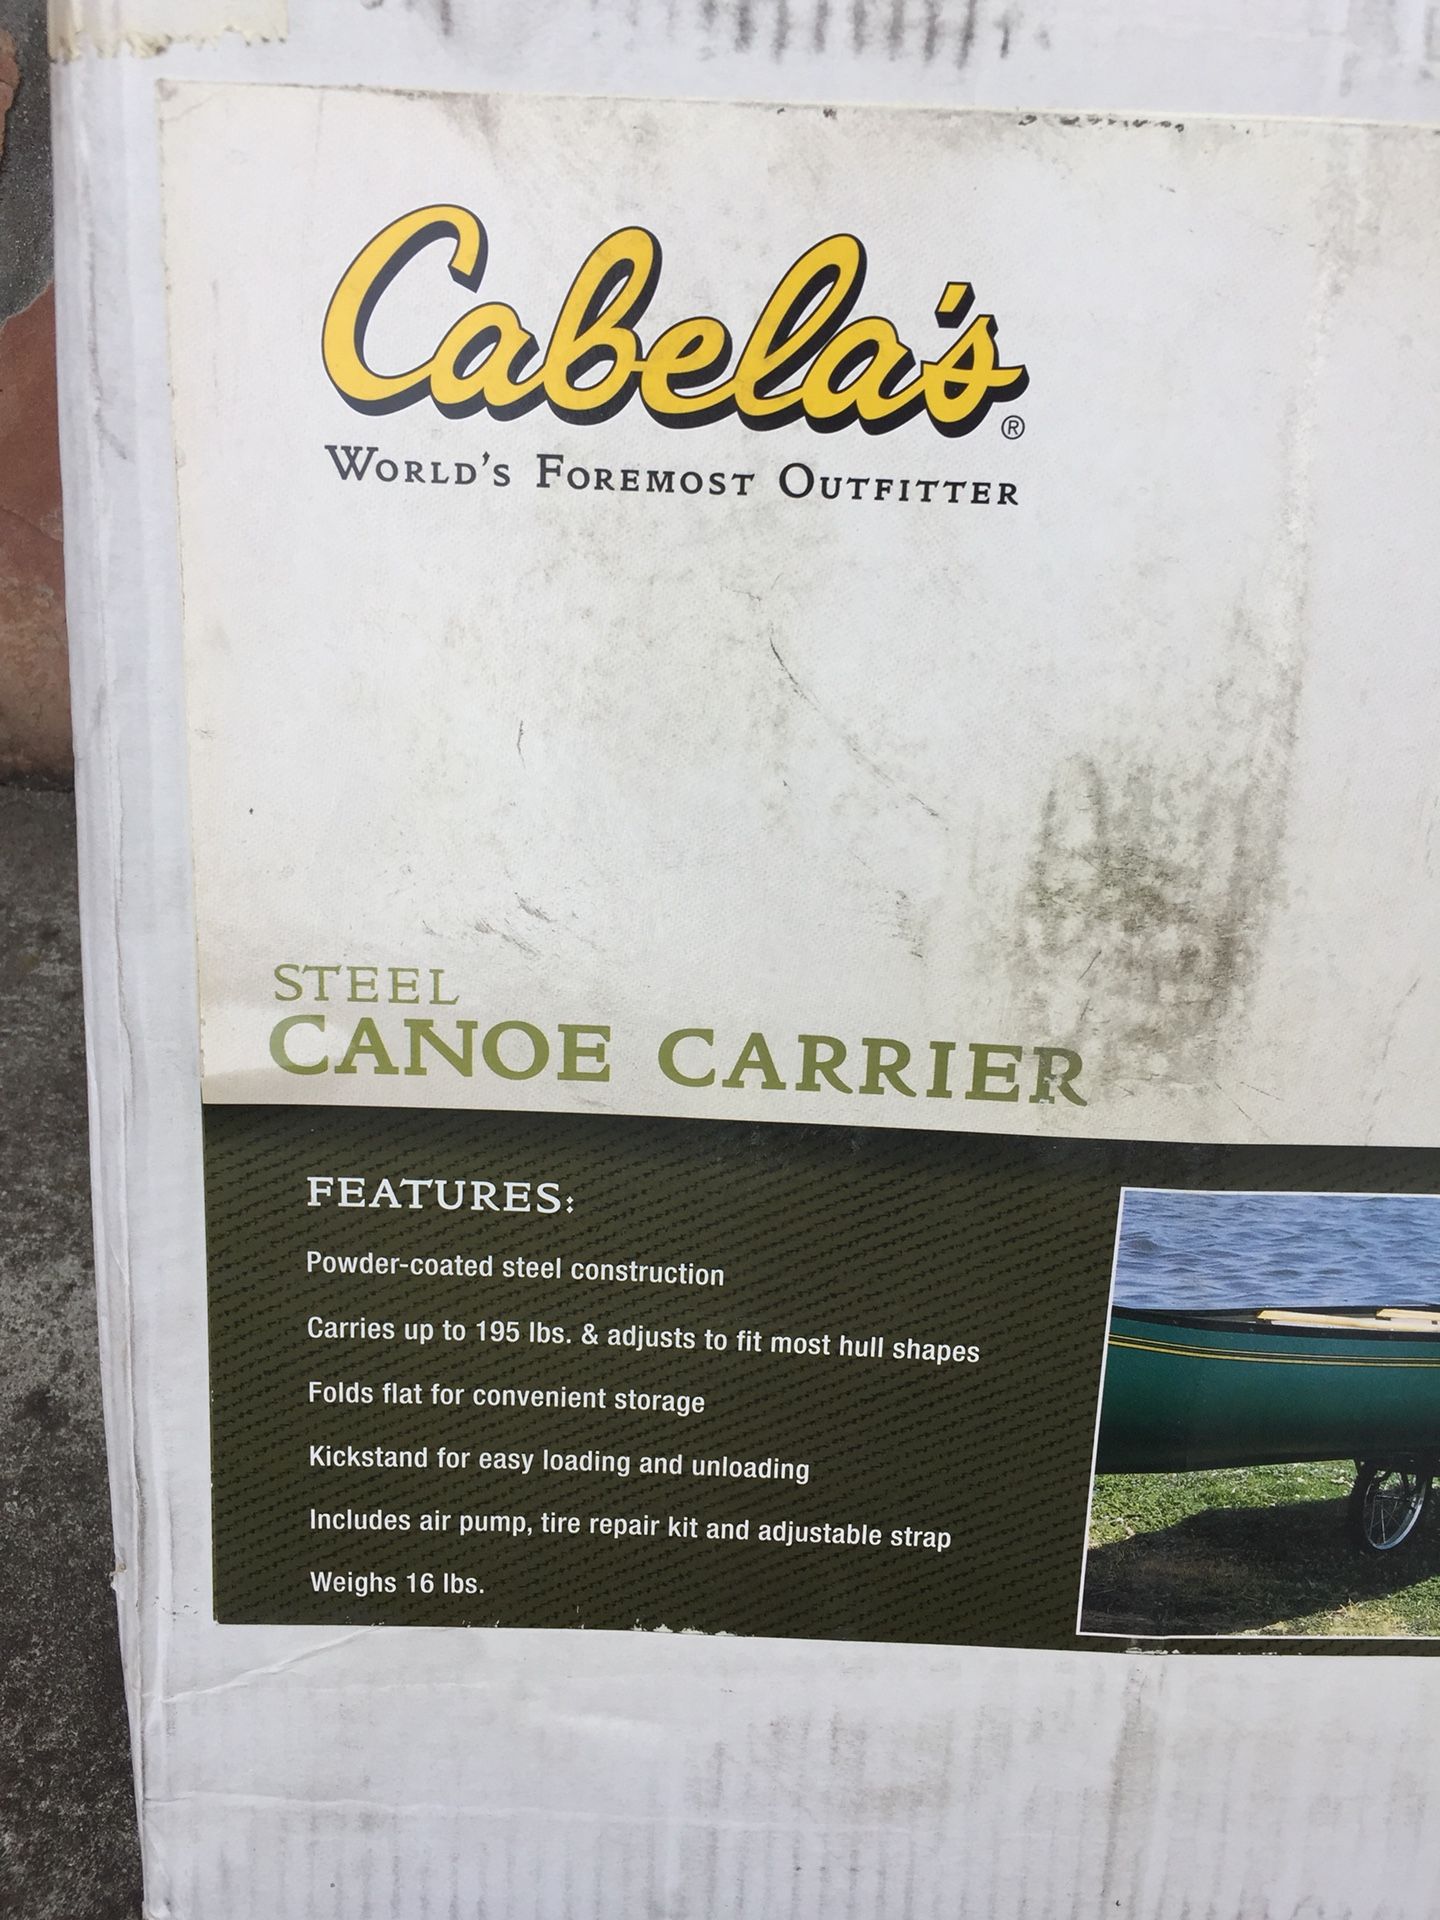 Cabela's®
World's Foremost Outfitter
STEEL
CANOE CARRIER
FEATURES:
Powder-coated steel construction
Carries up to 195 lbs. & adjusts to fit most hull shapes
Folds flat for convenient storage
Kickstand for easy loading and unloading
Includes air pump, tire repair kit and adjustable strap
Weighs 16 lbs.